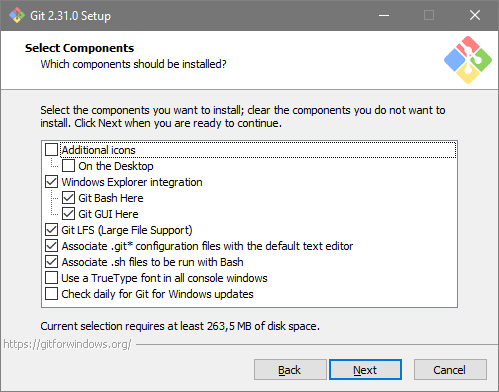 Git 2.31.0 Setup
Select Components
Which components should be installed?
Select the components you want to install; clear the components you do not want to
install. Click Next when you are ready to continue.
Additional icons
On the Desktop
Windows Explorer integration
Git Bash Here
Git GUI Here
Git LFS (Large File Support)
Associate .git* configuration files with the default text editor
Associate .sh files to be run with Bash
Use a TrueType font in all console windows
Check daily for Git for Windows updates
Current selection requires at least 263,5 MB of disk space.
https://gitforwindows.org/
Back
Next
Cancel